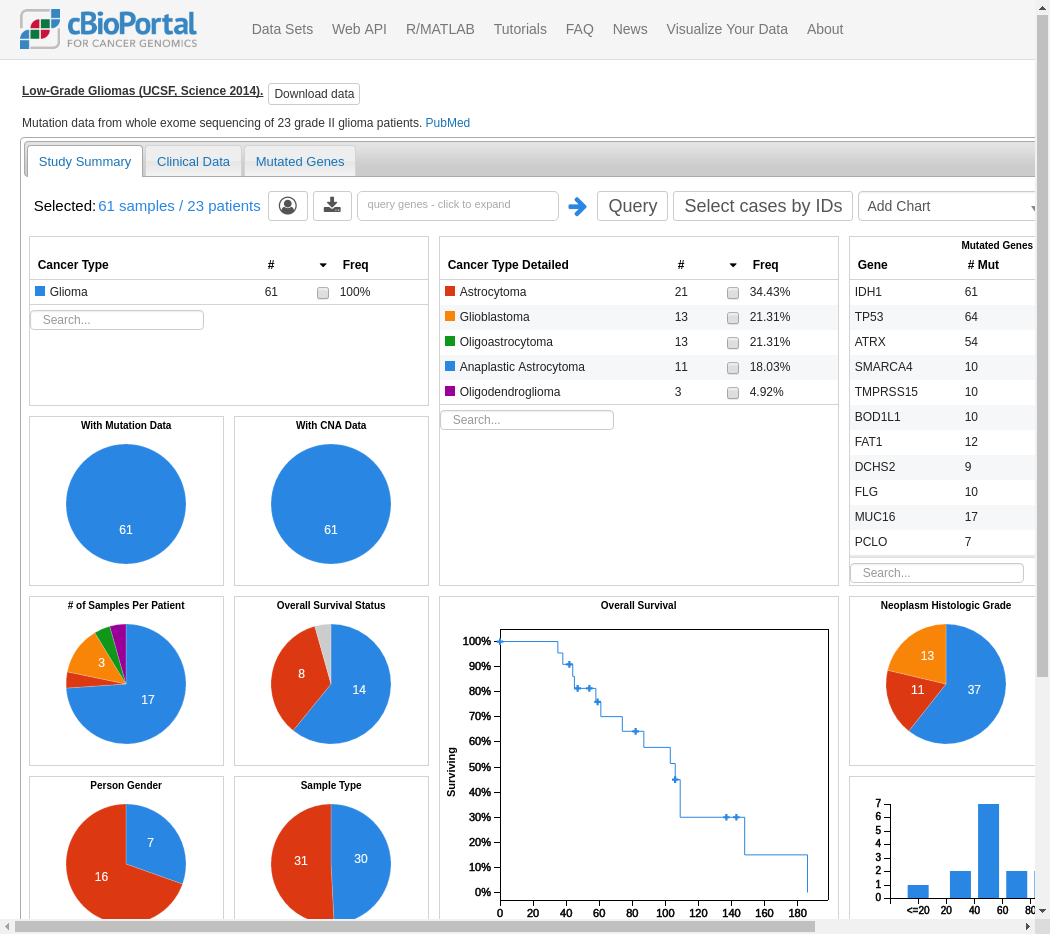 cBioPortal
FOR CANCER GENOMICS
Data Sets Web API R/MATLAB Tutorials FAQ News Visualize Your Data About
Low-Grade Gliomas (UCSF, Science 2014). Download data
Mutation data from whole exome sequencing of 23 grade II glioma patients. PubMed
Study Summary Clinical Data Mutated Genes
Selected: 61 samples / 23 patients query genes - click to expand Query Select cases by IDs Add Chart
Cancer Type # Freq
Glioma 61 100%
Search...
Cancer Type Detailed # Freq
Astrocytoma 21 34.43%
Glioblastoma 13 21.31%
Oligoastrocytoma 13 21.31%
Anaplastic Astrocytoma 11 18.03%
Oligodendroglioma 3 4.92%
Search...
Mutated Genes
Gene # Mut
IDH1 61
TP53 64
ATRX 54
SMARCA4 10
TMPRSS15 10
BOD1L1 10
FAT1 12
DCHS2 9
FLG 10
MUC16 17
PCLO 7
Search...
With Mutation Data
61
With CNA Data
61
# of Samples Per Patient
3
17
Overall Survival Status
8
14
Overall Survival
100%
90%
80%
70%
60%
50%
40%
30%
20%
10%
0%
Surviving
0 20 40 60 80 100 120 140 160 180
Neoplasm Histologic Grade
13
11 37
Person Gender
7
16
Sample Type
31 30
7
6
5
4
3
2
1
0
<=20 20 40 60 80